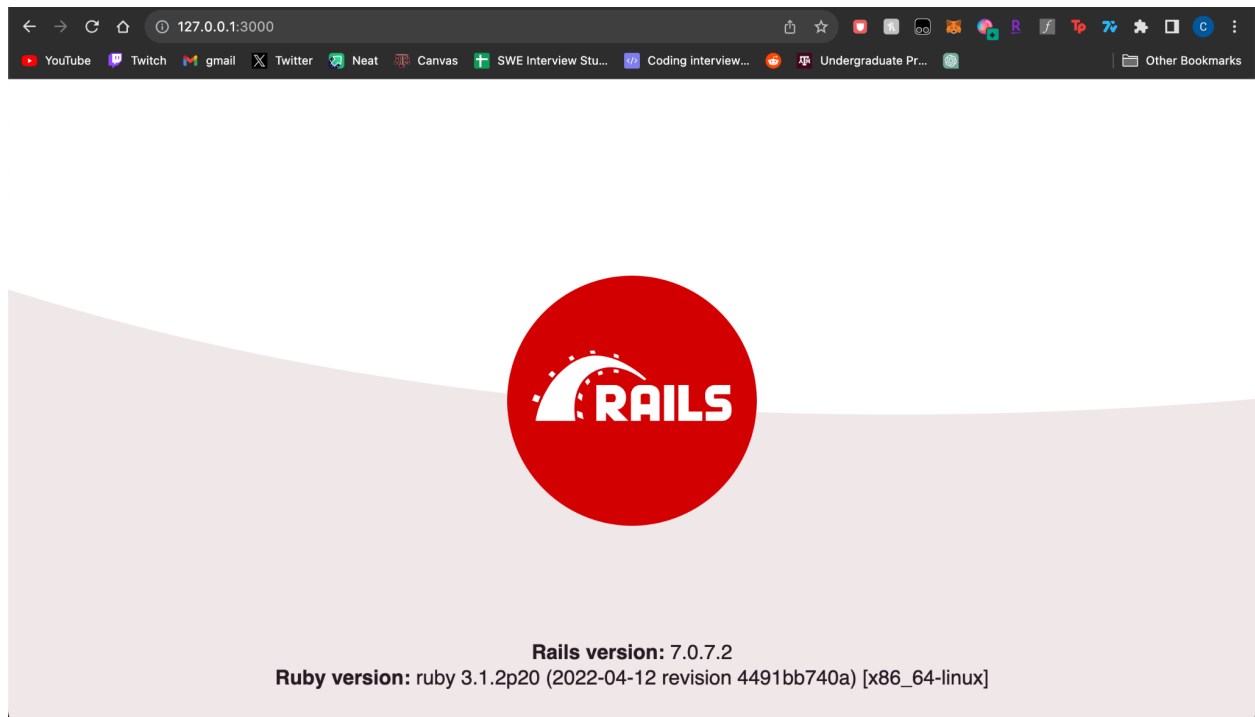 127.0.0.1:3000
YouTube Twitch gmail Twitter Neat Canvas SWE Interview Stu... Coding interview... Undergraduate Pr... Other Bookmarks
RAILS
Rails version: 7.0.7.2
Ruby version: ruby 3.1.2p20 (2022-04-12 revision 4491bb740a) [x86_64-linux]